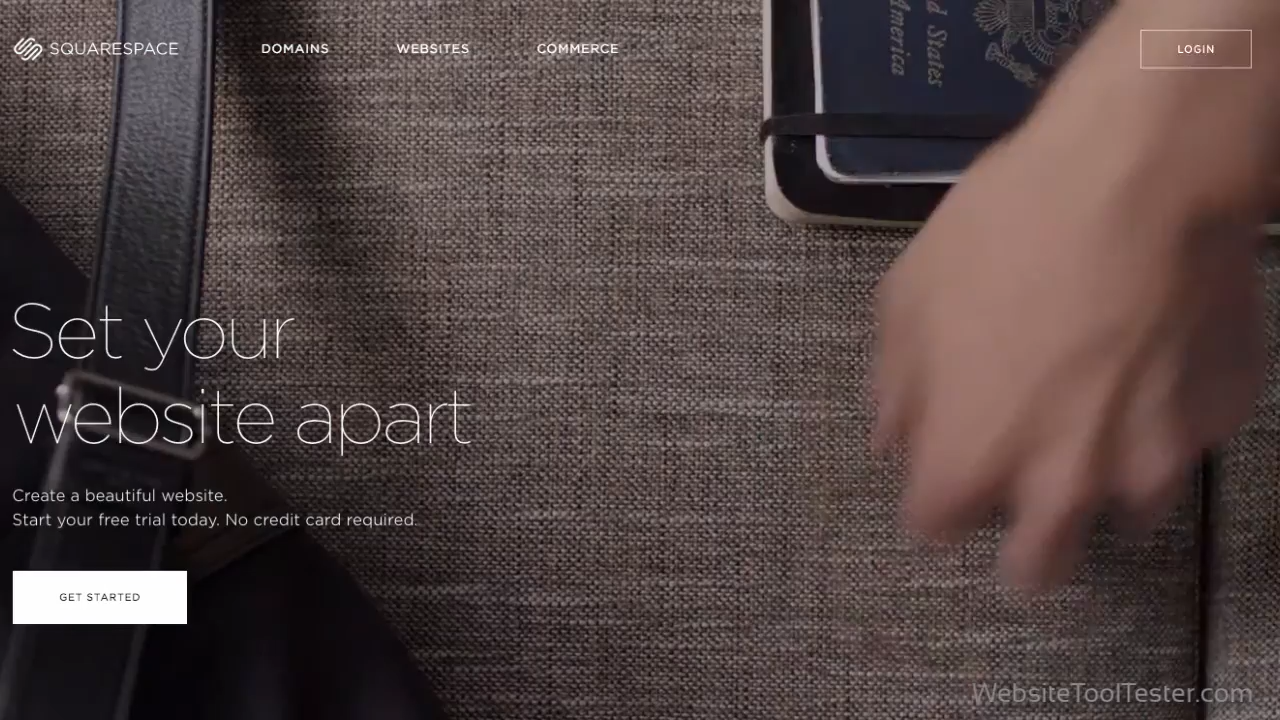 SQUARESPACE
DOMAINS
WEBSITES
COMMERCE
LOGIN
d States
America
Set your
website apart
Create a beautiful website.
Start your free trial today. No credit card required.
GET STARTED
WebsiteToolTester.com